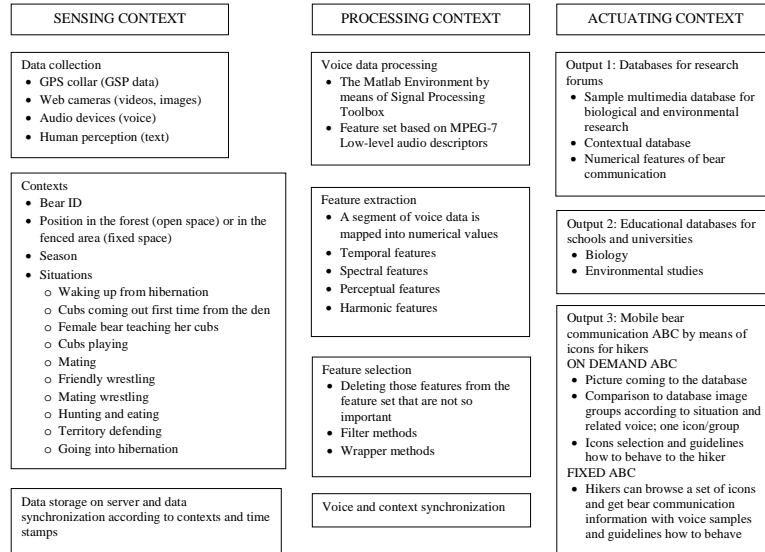 SENSING CONTEXT
Data collection
• GPS collar (GSP data)
• Web cameras (videos, images)
• Audio devices (voice)
• Human perception (text)
Contexts
• Bear ID
• Position in the forest (open space) or in the
fenced area (fixed space)
• Season
• Situations
o Waking up from hibernation
o Cubs coming out first time from the den
o Female bear teaching her cubs
o Cubs playing
o Mating
o Friendly wrestling
o Mating wrestling
o Hunting and eating
o Territory defending
o Going into hibernation
Data storage on server and data
synchronization according to contexts and time
stamps
PROCESSING CONTEXT
Voice data processing
• The Matlab Environment by
means of Signal Processing
Toolbox
• Feature set based on MPEG-7
Low-level audio descriptors
Feature extraction
• A segment of voice data is
mapped into numerical values
• Temporal features
• Spectral features
• Perceptual features
• Harmonic features
Feature selection
• Deleting those features from the
feature set that are not so
important
• Filter methods
• Wrapper methods
Voice and context synchronization
ACTUATING CONTEXT
Output 1: Databases for research
forums
• Sample multimedia database for
biological and environmental
research
• Contextual database
• Numerical features of bear
communication
Output 2: Educational databases for
schools and universities
• Biology
• Environmental studies
Output 3: Mobile bear
communication ABC by means of
icons for hikers
ON DEMAND ABC
• Picture coming to the database
• Comparison to database image
groups according to situation and
related voice; one icon/group
• Icons selection and guidelines
how to behave to the hiker
FIXED ABC
• Hikers can browse a set of icons
and get bear communication
information with voice samples
and guidelines how to behave